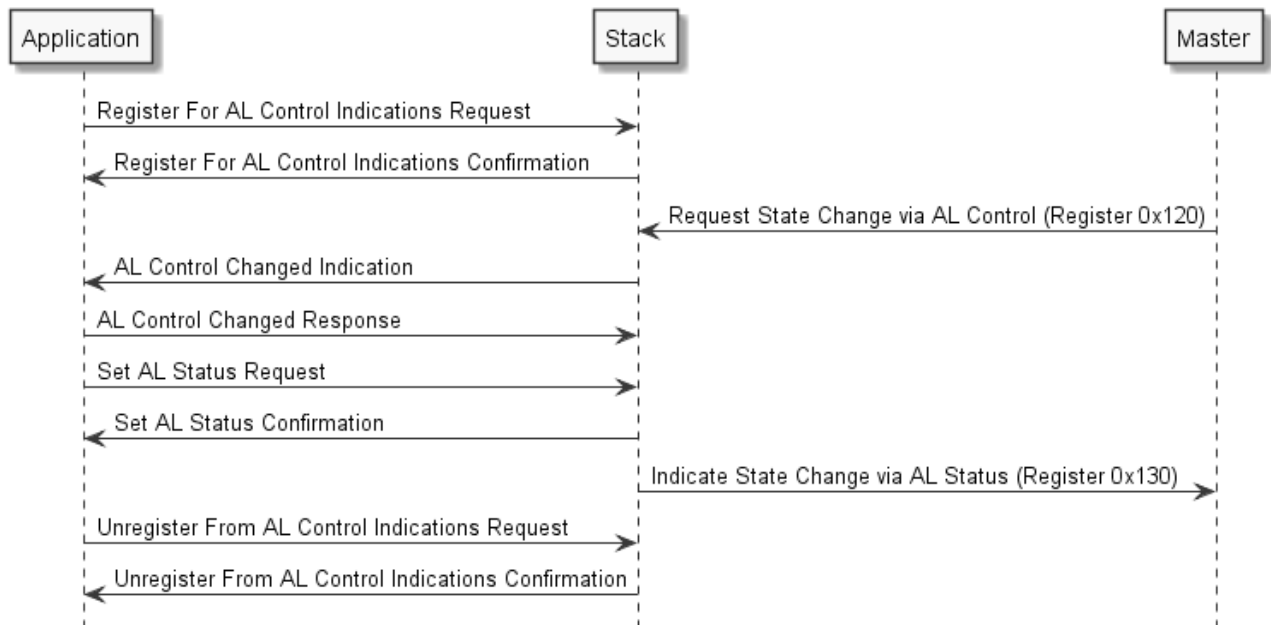 Application
Stack
Master
Register For AL Control Indications Request
Register For AL Control Indications Confirmation
Request State Change via AL Control (Register 0x120)
AL Control Changed Indication
AL Control Changed Response
Set AL Status Request
Set AL Status Confirmation
Indicate State Change via AL Status (Register 0x130)
Unregister From AL Control Indications Request
Unregister From AL Control Indications Confirmation